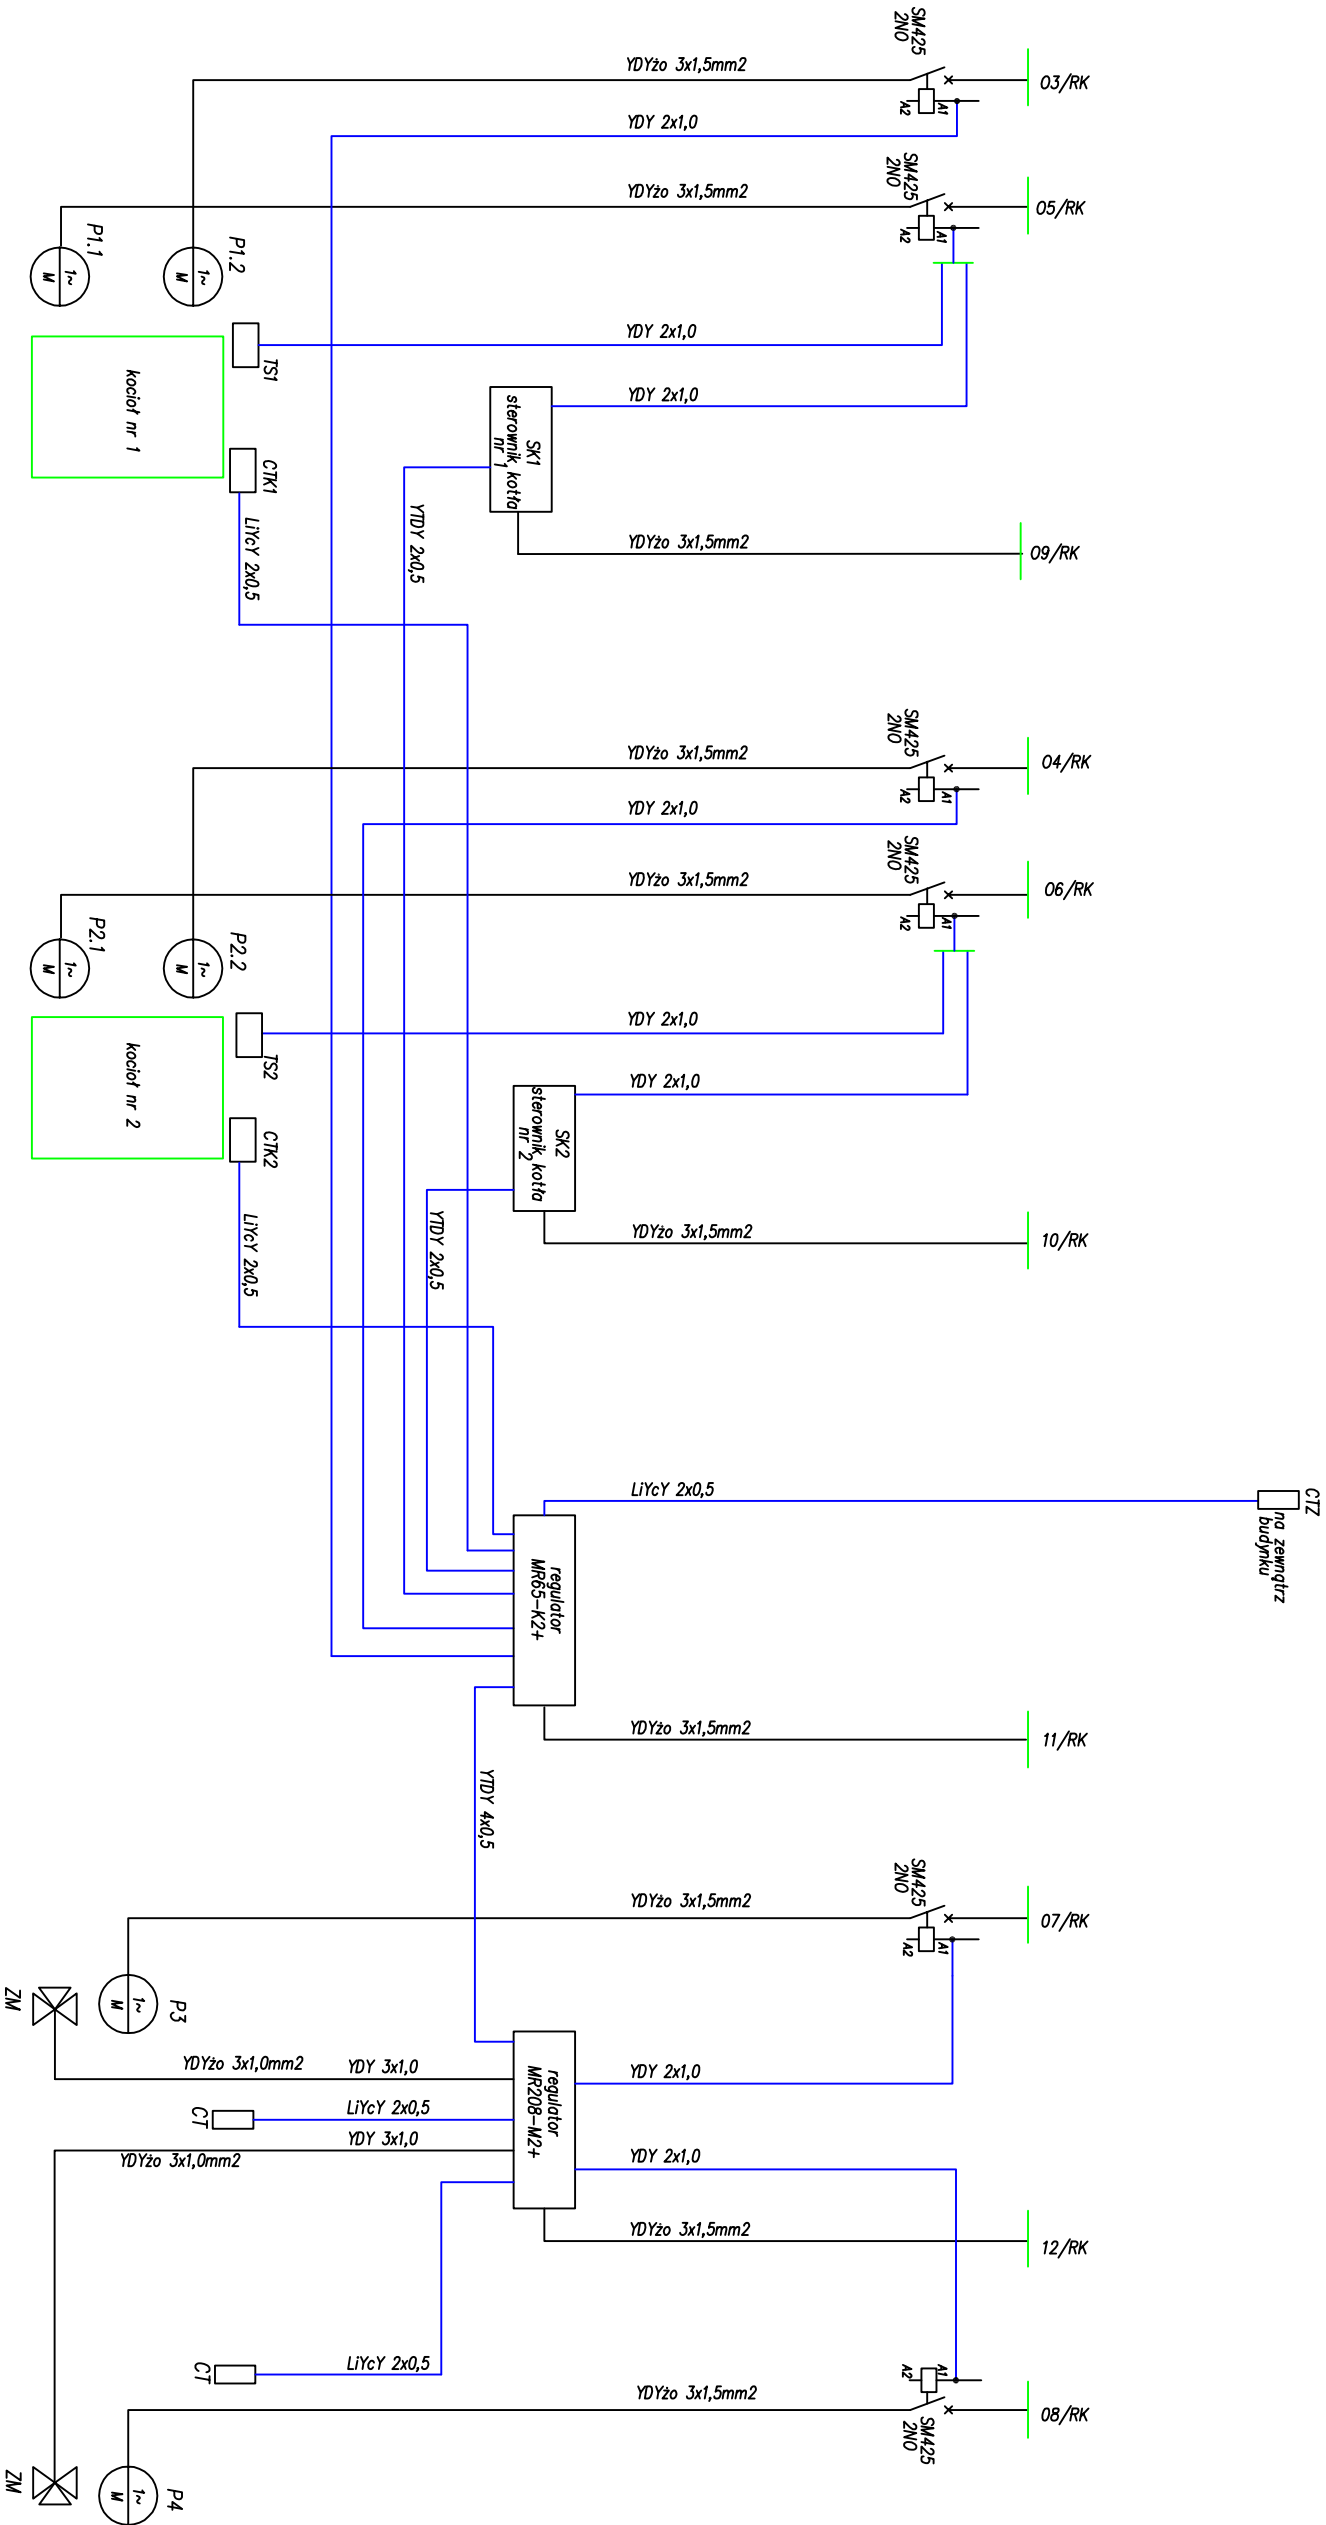 SM425
2NO
YDYżo 3x1,5mm2
03/RK
A1
A2
YDY 2x1,0
SM425
2NO
YDYżo 3x1,5mm2
05/RK
A1
A2
P1.1
1~
M
P1.2
1~
M
YDY 2x1,0
TS1
kocioł nr 1
YDY 2x1,0
SK1
sterownik kotła
nr 1
CTK1
LiYcY 2x0,5
YTDY 2x0,5
YDYżo 3x1,5mm2
09/RK
SM425
2NO
YDYżo 3x1,5mm2
04/RK
A1
A2
YDY 2x1,0
SM425
2NO
YDYżo 3x1,5mm2
06/RK
A1
A2
P2.1
1~
M
P2.2
1~
M
YDY 2x1,0
TS2
kocioł nr 2
YDY 2x1,0
SK2
sterownik kotła
nr 2
CTK2
LiYcY 2x0,5
YTDY 2x0,5
YDYżo 3x1,5mm2
10/RK
LiYcY 2x0,5
CTZ
na zewnątrz
budynku
regulator
MR65-K2+
YDYżo 3x1,5mm2
11/RK
YTDY 4x0,5
SM425
2NO
YDYżo 3x1,5mm2
07/RK
A1
A2
ZM
P3
1~
M
YDYżo 3x1,0mm2
YDY 3x1,0
YDY 2x1,0
regulator
MR208-M2+
CT
LiYcY 2x0,5
YDY 3x1,0
YDYżo 3x1,0mm2
YDY 2x1,0
YDYżo 3x1,5mm2
12/RK
CT
LiYcY 2x0,5
A1
A2
YDYżo 3x1,5mm2
SM425
2NO
08/RK
ZM
P4
1~
M